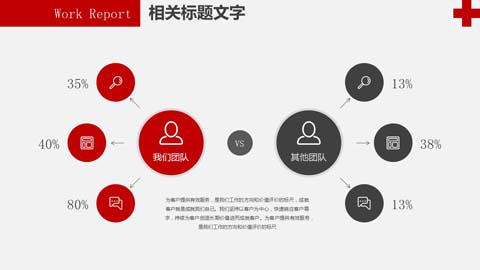 Work Report
相关标题文字
35%
13%
40%
我们团队
VS
其他团队
38%
80%
13%
为客户提供有效服务，是我们工作的方向和价值评价的标尺，成就
客户就是成就我们自己。我们坚持以客户为中心，快速响应客户需
求，持续为客户创造长期价值进而成就客户。为客户提供有效服务，
是我们工作的方向和价值评价的标尺